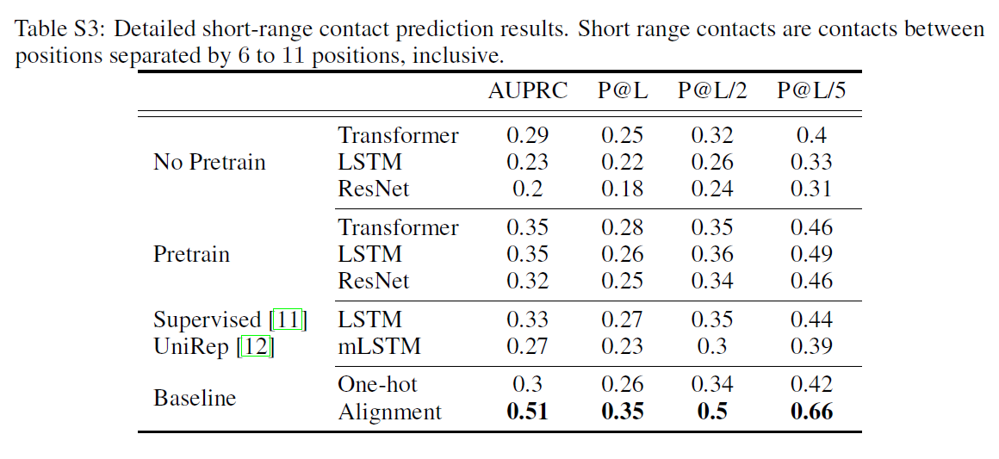 Table S3: Detailed short-range contact prediction results. Short range contacts are contacts between
positions separated by 6 to 11 positions, inclusive.
AUPRC P@L P@L/2 P@L/5
Transformer 0.29 0.25 0.32 0.4
No Pretrain LSTM 0.23 0.22 0.26 0.33
ResNet 0.2 0.18 0.24 0.31
Transformer 0.35 0.28 0.35 0.46
Pretrain LSTM 0.35 0.26 0.36 0.49
ResNet 0.32 0.25 0.34 0.46
Supervised [11] LSTM 0.33 0.27 0.35 0.44
UniRep [12] mLSTM 0.27 0.23 0.3 0.39
One-hot 0.3 0.26 0.34 0.42
Baseline
Alignment 0.51 0.35 0.5 0.66